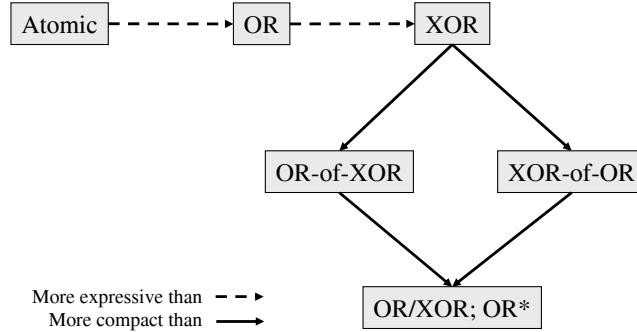 Atomic
OR
XOR
OR-of-XOR
XOR-of-OR
OR/XOR; OR*
More expressive than
More compact than